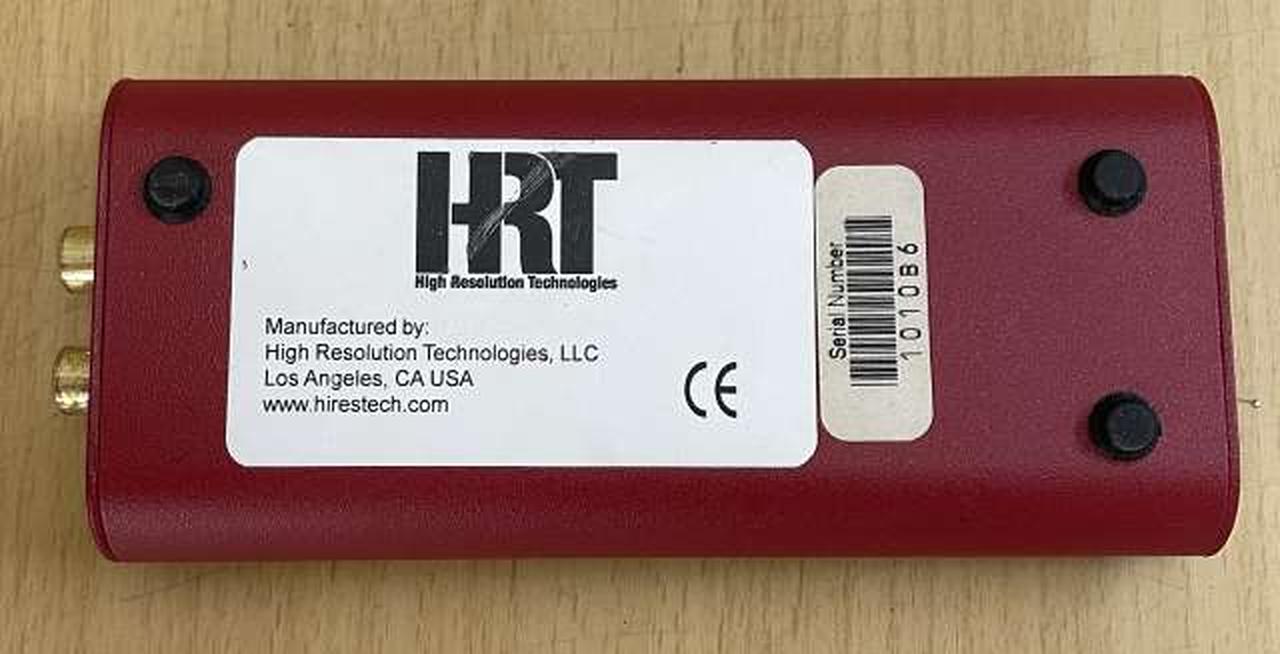 HRT
High Resolution Technologies
Manufactured by:
High Resolution Technologies, LLC
Los Angeles, CA USA
www.hirestech.com
CE
Serial Number
1010B6